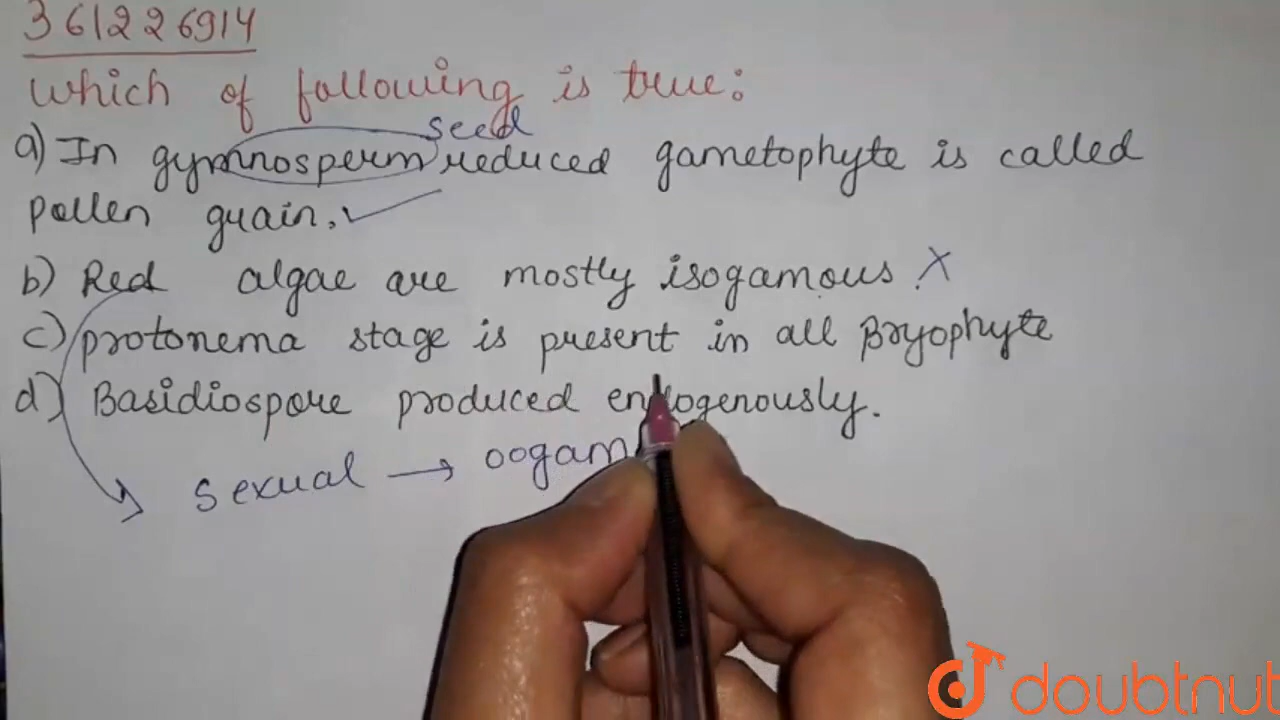 361226914
Which of following is true:
seed
a) In gymnosperm reduced gametophyte is called
pollen grain. ✓
b) Red algae are mostly isogamous X
c) protonema stage is present in all Bryophyte
d) Basidiospore produced endogenously.
sexual → oogam
doubtnut